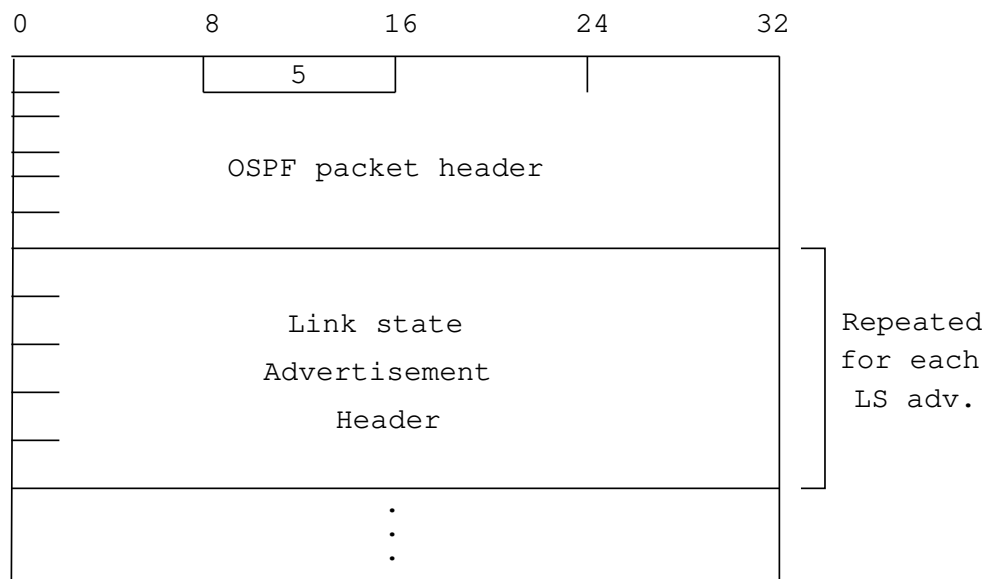 0 8 16 24 32
5
OSPF packet header
Link state
Advertisement
Header
Repeated
for each
LS adv.